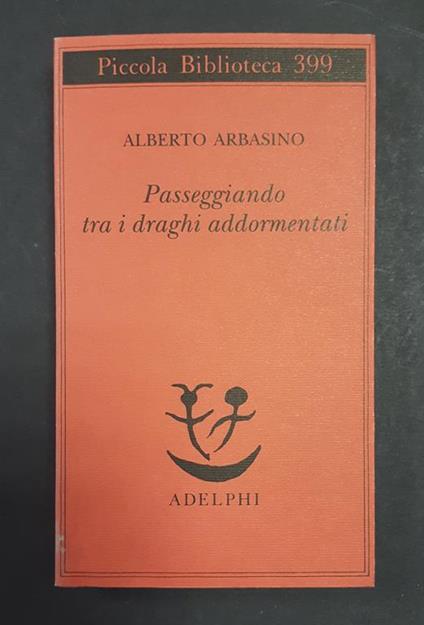 Piccola Biblioteca 399
ALBERTO ARBASINO
Passeggiando
tra i draghi addormentati
ADELPHI